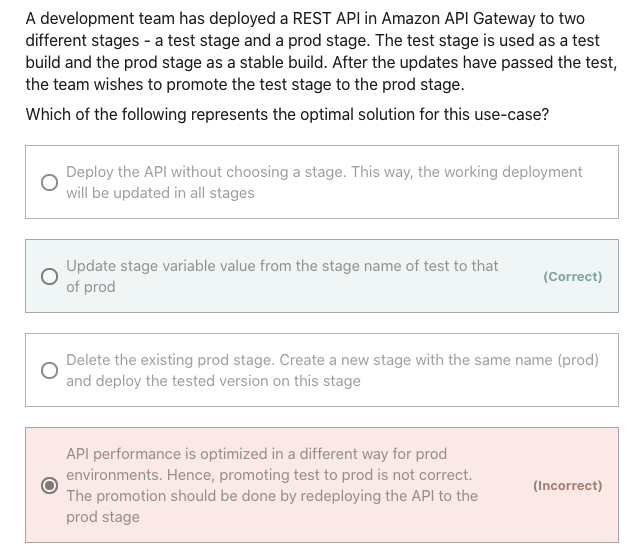 A development team has deployed a REST API in Amazon API Gateway to two
different stages - a test stage and a prod stage. The test stage is used as a test
build and the prod stage as a stable build. After the updates have passed the test,
the team wishes to promote the test stage to the prod stage.
Which of the following represents the optimal solution for this use-case?
Deploy the API without choosing a stage. This way, the working deployment
will be updated in all stages
Update stage variable value from the stage name of test to that
of prod
(Correct)
Delete the existing prod stage. Create a new stage with the same name (prod)
and deploy the tested version on this stage
API performance is optimized in a different way for prod
environments. Hence, promoting test to prod is not correct.
The promotion should be done by redeploying the API to the
prod stage
(Incorrect)